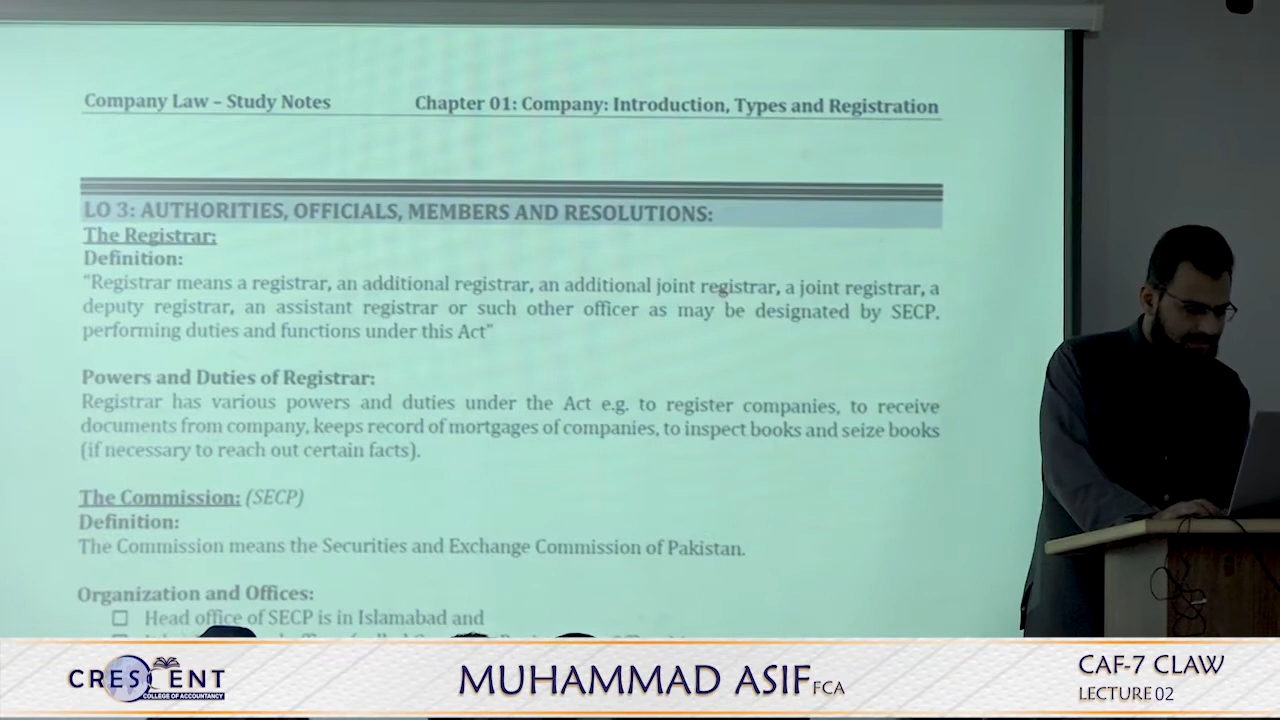 Company Law – Study Notes Chapter 01: Company: Introduction, Types and Registration
LO 3: AUTHORITIES, OFFICIALS, MEMBERS AND RESOLUTIONS:
The Registrar:
Definition:
"Registrar means a registrar, an additional registrar, an additional joint registrar, a joint registrar, a
deputy registrar, an assistant registrar or such other officer as may be designated by SECP.
performing duties and functions under this Act"
Powers and Duties of Registrar:
Registrar has various powers and duties under the Act e.g. to register companies, to receive
documents from company, keeps record of mortgages of companies, to inspect books and seize books
(if necessary to reach out certain facts).
The Commission: (SECP)
Definition:
The Commission means the Securities and Exchange Commission of Pakistan.
Organization and Offices:
☐ Head office of SECP is in Islamabad and
CRESCENT
COLLEGE OF ACCOUNTANCY
MUHAMMAD ASIF FCA
CAF-7 CLAW
LECTURE 02